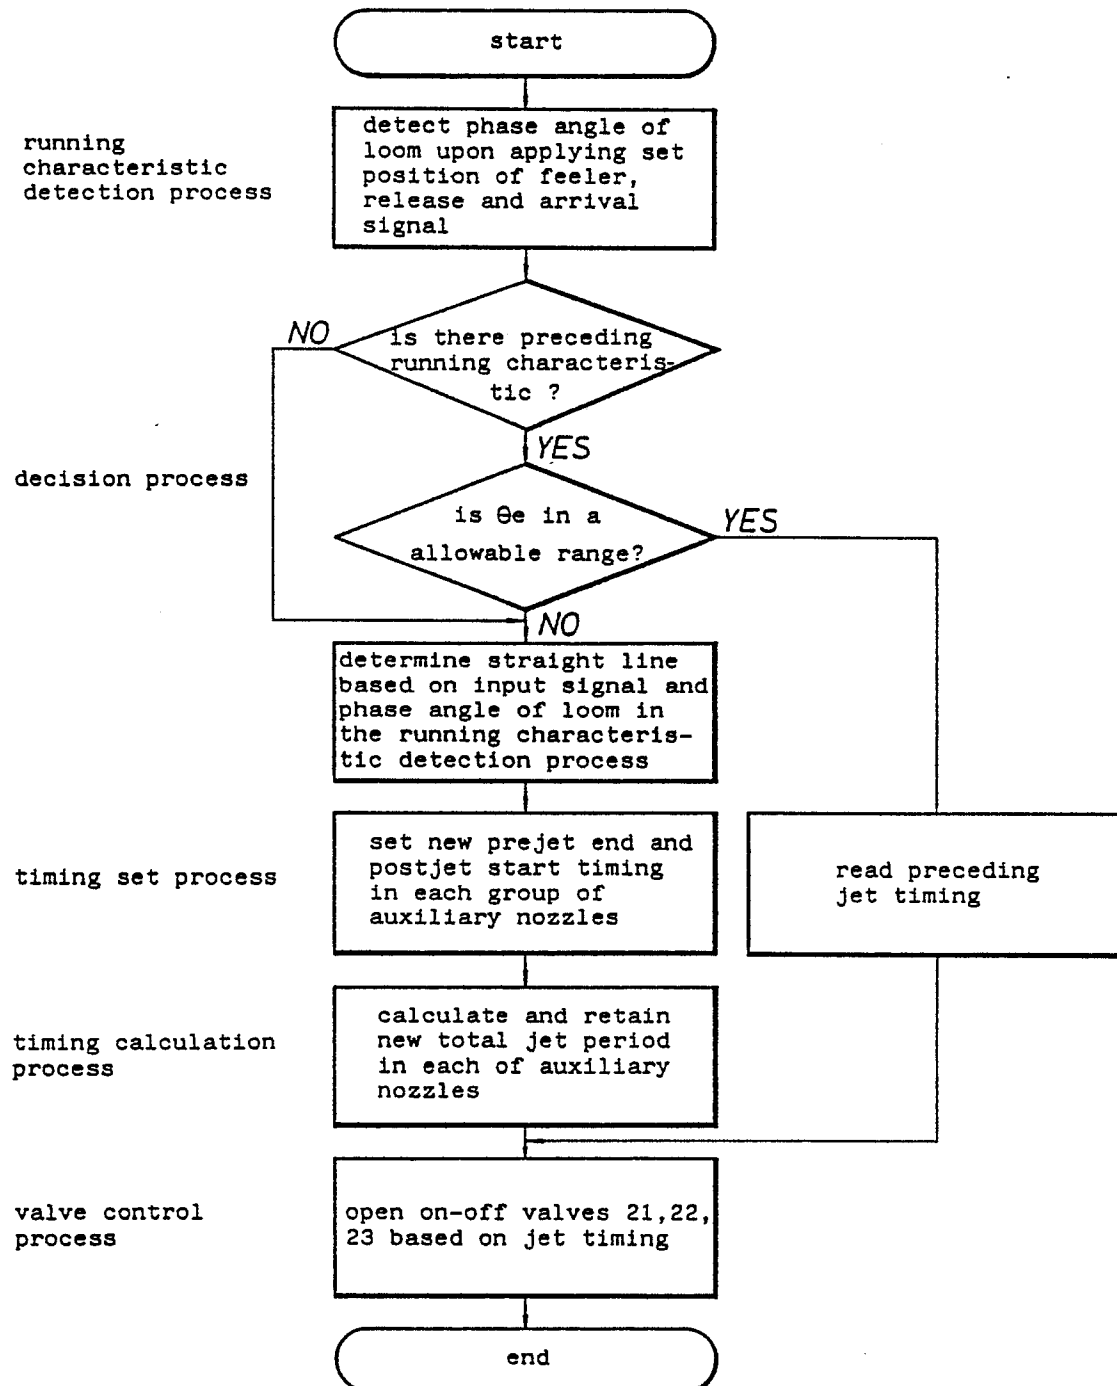 start
running
characteristic
detection process
detect phase angle of
loom upon applying set
position of feeler,
release and arrival
signal
NO
is there preceding
running characteris-
tic ?
YES
decision process
is Θe in a
allowable range?
YES
NO
determine straight line
based on input signal and
phase angle of loom in
the running characteris-
tic detection process
timing set process
set new prejet end and
postjet start timing
in each group of
auxiliary nozzles
read preceding
jet timing
timing calculation
process
calculate and retain
new total jet period
in each of auxiliary
nozzles
valve control
process
open on-off valves 21,22,
23 based on jet timing
end